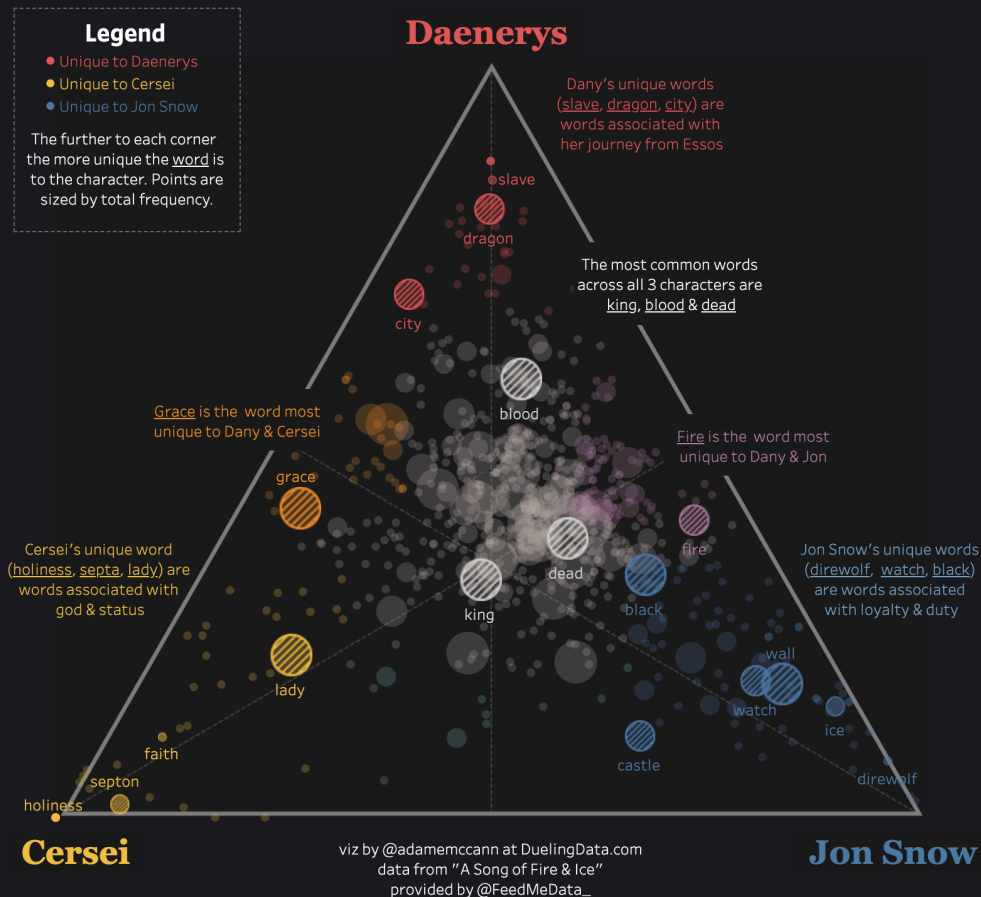 Daenerys
Legend
Unique to Daenerys
Unique to Cersei
Unique to Jon Snow
The further to each corner
the more unique the word is
to the character. Points are
sized by total frequency.
Dany's unique words
(slave, dragon, city) are
words associated with
her journey from Essos
slave
dragon
The most common words
across all 3 characters are
king, blood & dead
city
blood
Grace is the word most
unique to Dany & Cersei
Fire is the word most
unique to Dany & Jon
grace
fire
Cersei's unique word
(holiness, septa, lady) are
words associated with
god & status
Jon Snow's unique words
(direwolf, watch, black)
are words associated
with loyalty & duty
dead
king
black
wall
lady
watch
ice
faith
castle
direwolf
septon
holiness
Cersei
Jon Snow
viz by @adamemccann at DuelingData.com
data from "A Song of Fire & Ice"
provided by @FeedMeData_